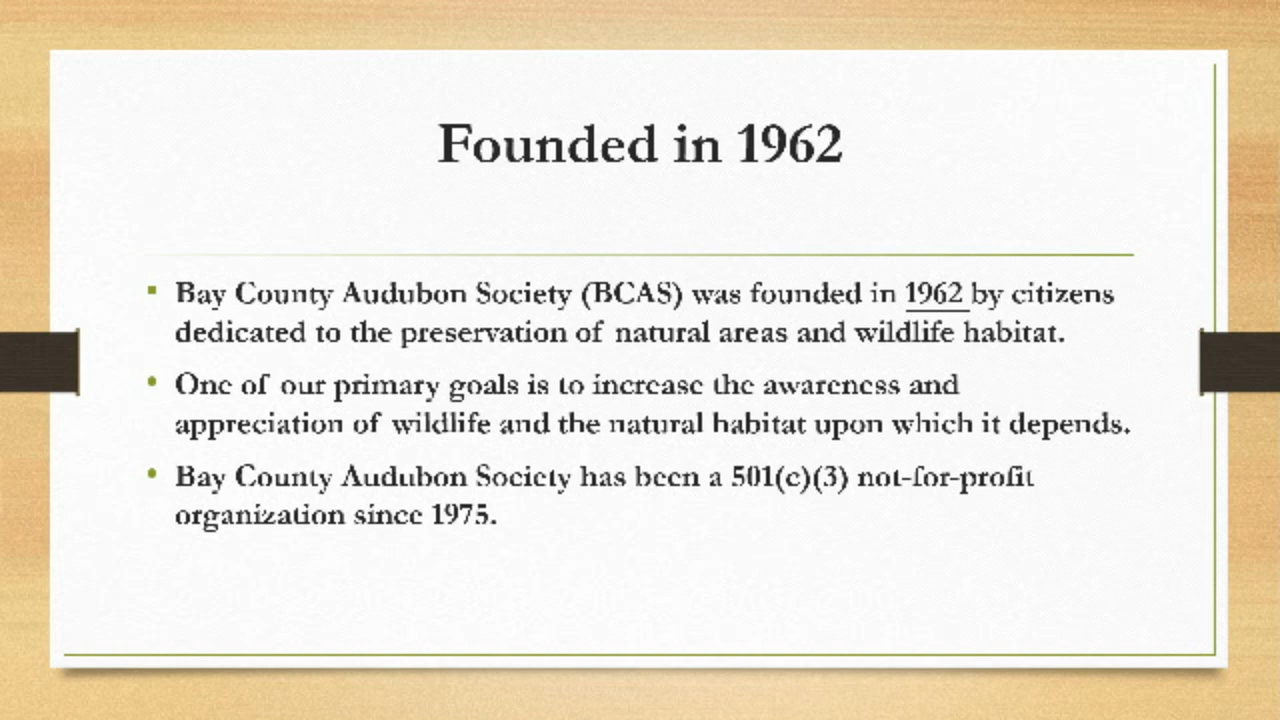 Founded in 1962
▪ Bay County Audubon Society (BCAS) was founded in 1962 by citizens
dedicated to the preservation of natural areas and wildlife habitat.
• One of our primary goals is to increase the awareness and
appreciation of wildlife and the natural habitat upon which it depends.
• Bay County Audubon Society has been a 501(c)(3) not-for-profit
organization since 1975.